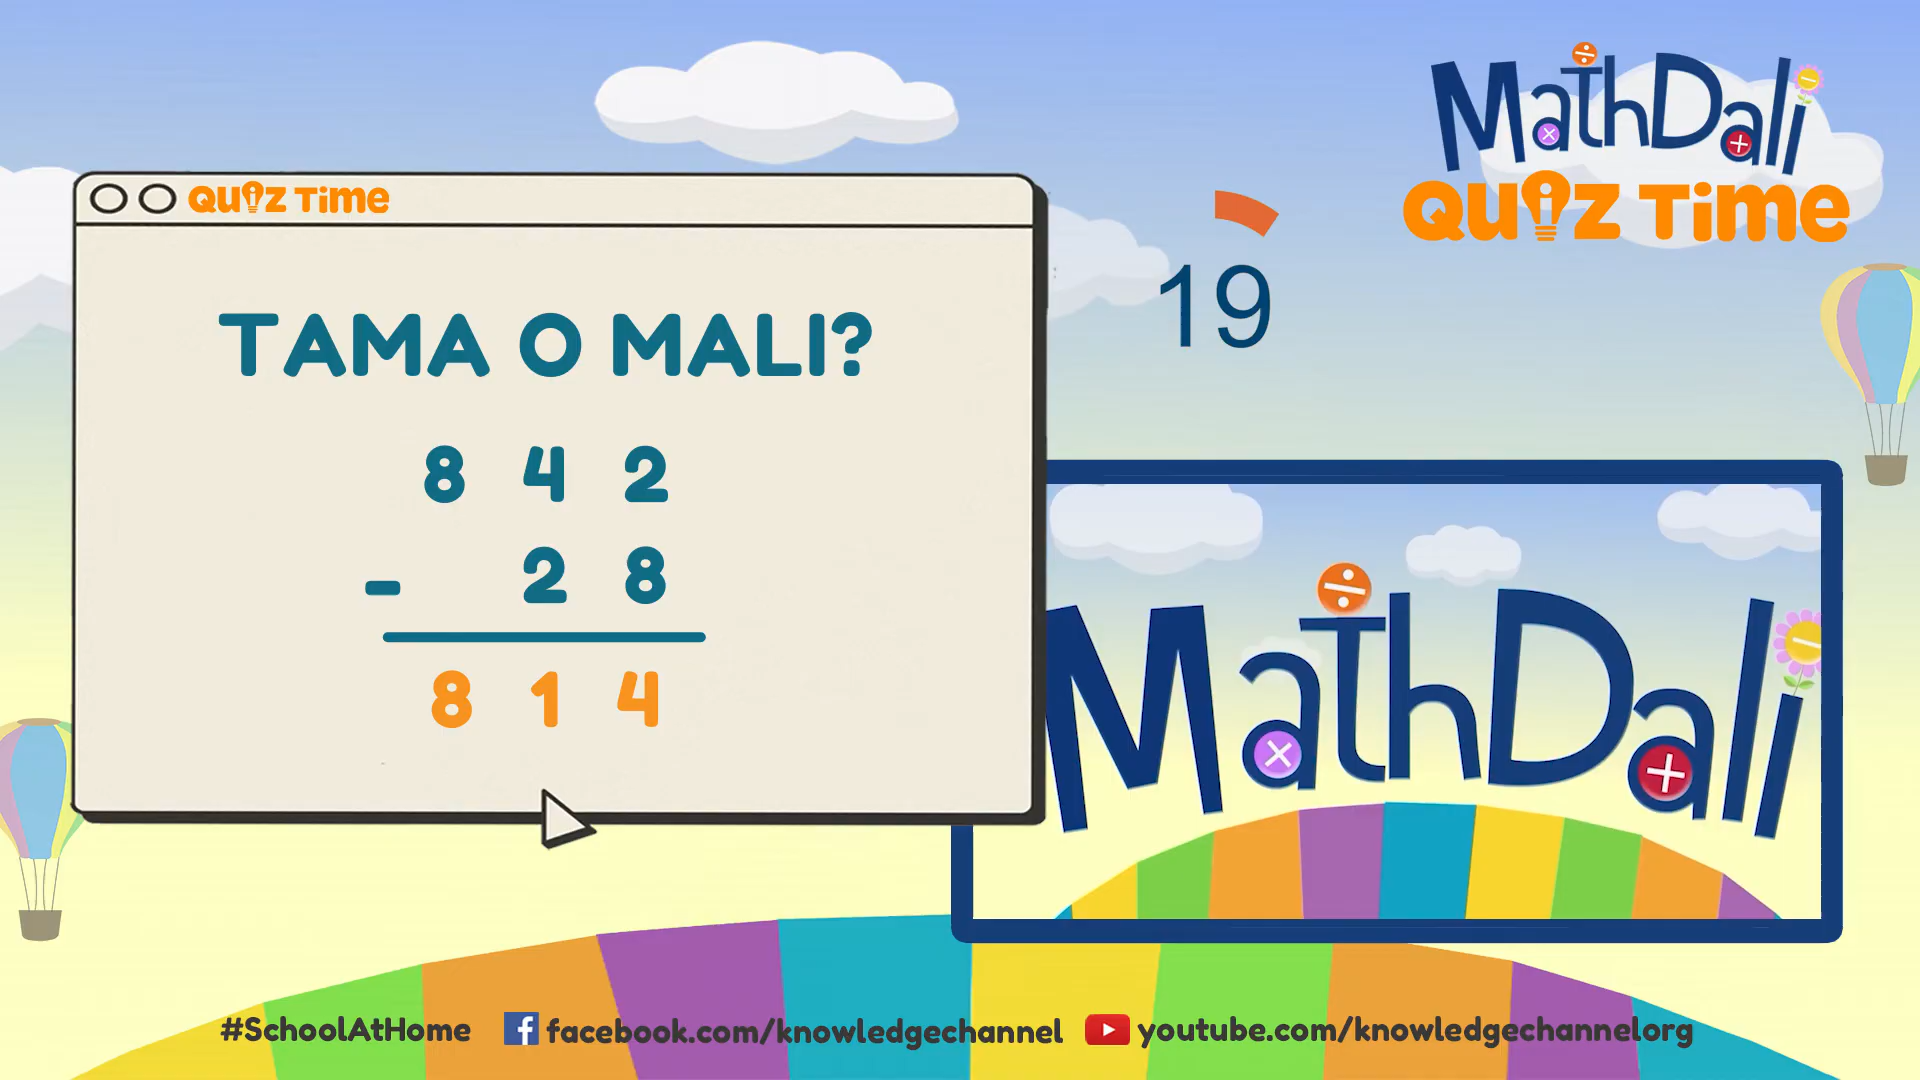 MathDali
QUIZ TIME
QUIZ TIME
19
TAMA O MALI?
8 4 2
- 2 8
8 1 4
MathDali
#SchoolAtHome facebook.com/knowledgechannel youtube.com/knowledgechannelorg